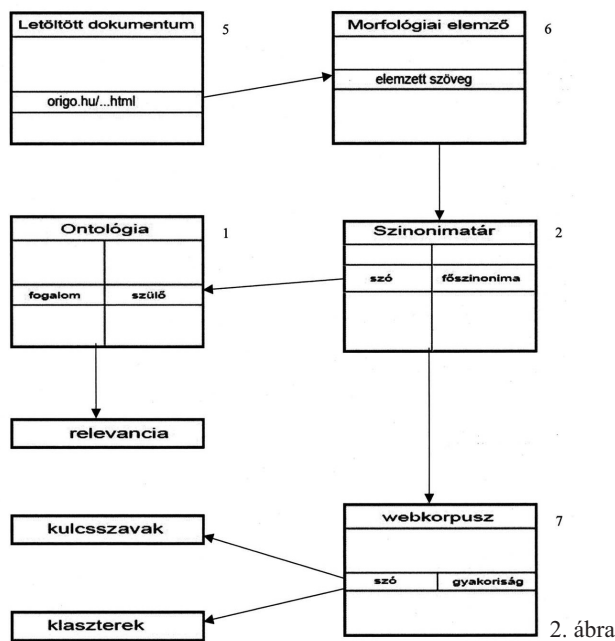 Letöltött dokumentum 5
origo.hu/...html
Morfológiai elemző 6
elemzett szöveg
Ontológia 1
fogalom szülő
Szinonimatár 2
szó főszinonima
relevancia
kulcsszavak
klaszterek
webkorpusz 7
szó gyakoriság
2. ábra